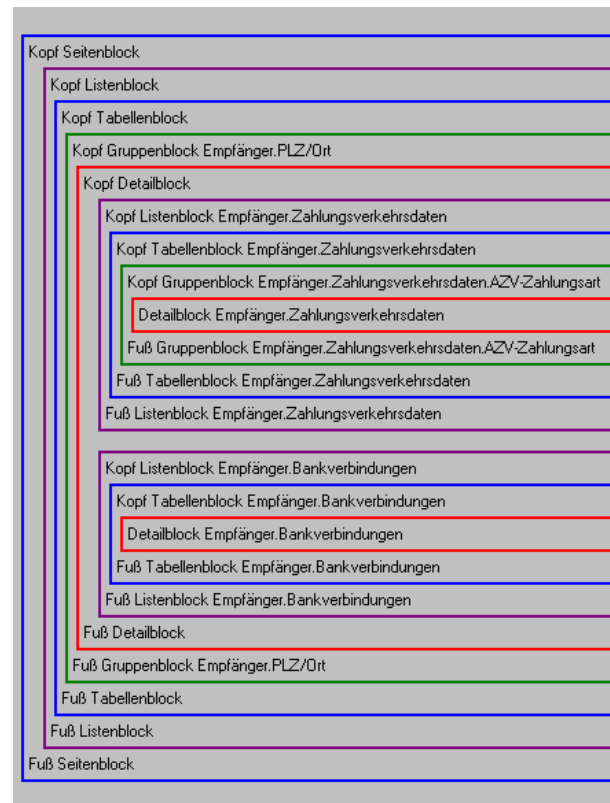 Kopf Seitenblock
Kopf Listenblock
Kopf Tabellenblock
Kopf Gruppenblock Empfänger.PLZ/Ort
Kopf Detailblock
Kopf Listenblock Empfänger.Zahlungsverkehrsdaten
Kopf Tabellenblock Empfänger.Zahlungsverkehrsdaten
Kopf Gruppenblock Empfänger.Zahlungsverkehrsdaten.AZV-Zahlungsart
Detailblock Empfänger.Zahlungsverkehrsdaten
Fuß Gruppenblock Empfänger.Zahlungsverkehrsdaten.AZV-Zahlungsart
Fuß Tabellenblock Empfänger.Zahlungsverkehrsdaten
Fuß Listenblock Empfänger.Zahlungsverkehrsdaten
Kopf Listenblock Empfänger.Bankverbindungen
Kopf Tabellenblock Empfänger.Bankverbindungen
Detailblock Empfänger.Bankverbindungen
Fuß Tabellenblock Empfänger.Bankverbindungen
Fuß Listenblock Empfänger.Bankverbindungen
Fuß Detailblock
Fuß Gruppenblock Empfänger.PLZ/Ort
Fuß Tabellenblock
Fuß Listenblock
Fuß Seitenblock